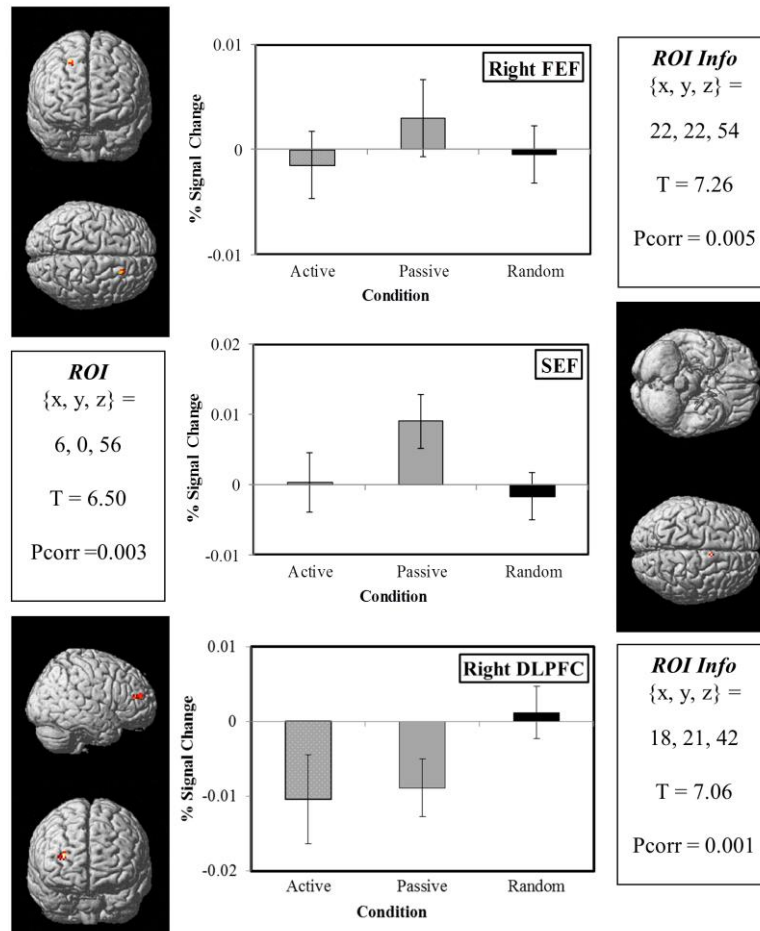 0.01
Right FEF
% Signal Change
0
-0.01
Active Passive Random
Condition
ROI Info
{x, y, z} =
22, 22, 54
T = 7.26
Pcorr = 0.005
ROI
{x, y, z} =
6, 0, 56
T = 6.50
Pcorr =0.003
0.02
SEF
0.01
% Signal Change
0
-0.01
Active Passive Random
Condition
0.01
Right DLPFC
0
% Signal Change
-0.01
-0.02
Active Passive Random
Condition
ROI Info
{x, y, z} =
18, 21, 42
T = 7.06
Pcorr = 0.001